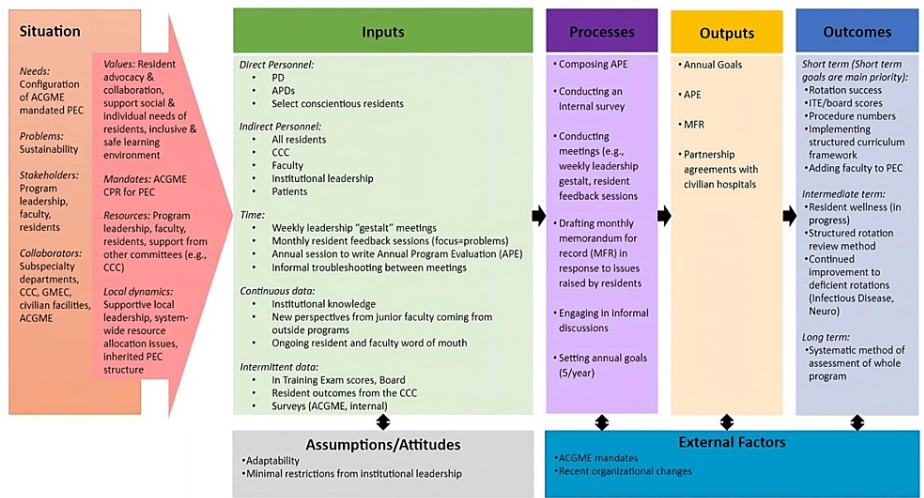 Situation
Needs:
Configuration
of ACGME
mandated PEC
Problems:
Sustainability
Stakeholders:
Program
leadership,
faculty,
residents
Collaborators:
Subspecialty
departments,
CCC, GMEC,
civilian facilities,
ACGME
Values: Resident
advocacy &
collaboration,
support social &
individual needs of
residents, inclusive &
safe learning
environment
Mandates: ACGME
CPR for PEC
Resources: Program
leadership, faculty,
residents, support from
other committees (e.g.,
CCC)
Local dynamics:
Supportive local
leadership, system-
wide resource
allocation issues,
inherited PEC
structure
Inputs
Direct Personnel:
• PD
• APDs
• Select conscientious residents
Indirect Personnel:
• All residents
• CCC
• Faculty
• Institutional leadership
• Patients
Time:
• Weekly leadership “gestalt” meetings
• Monthly resident feedback sessions (focus=problems)
• Annual session to write Annual Program Evaluation (APE)
• Informal troubleshooting between meetings
Continuous data:
• Institutional knowledge
• New perspectives from Junior faculty coming from
outside programs
• Ongoing resident and faculty word of mouth
Intermittent data:
• In Training Exam scores, Board
• Resident outcomes from the CCC
• Surveys (ACGME, internal)
Processes
• Composing APE
• Conducting an
Internal survey
• Conducting
meetings (e.g.,
weekly leadership
gestalt, resident
feedback sessions
• Drafting monthly
memorandum for
record (MFR) in
response to issues
raised by residents
• Engaging in informal
discussions
• Setting annual goals
(5/year)
Outputs
• Annual Goals
• APE
• MFR
• Partnership
agreements with
civilian hospitals
Outcomes
Short term (Short term
goals are main priority):
• Rotation success
• ITE/board scores
• Procedure numbers
• Implementing
structured curriculum
framework
• Adding faculty to PEC
Intermediate term:
• Resident wellness (in
progress)
• Structured rotation
review method
• Continued
improvement to
deficient rotations
(Infectious Disease,
Neuro)
Long term:
• Systematic method of
assessment of whole
program
Assumptions/Attitudes
• Adaptability
• Minimal restrictions from institutional leadership
External Factors
• ACGME mandates
• Recent organizational changes